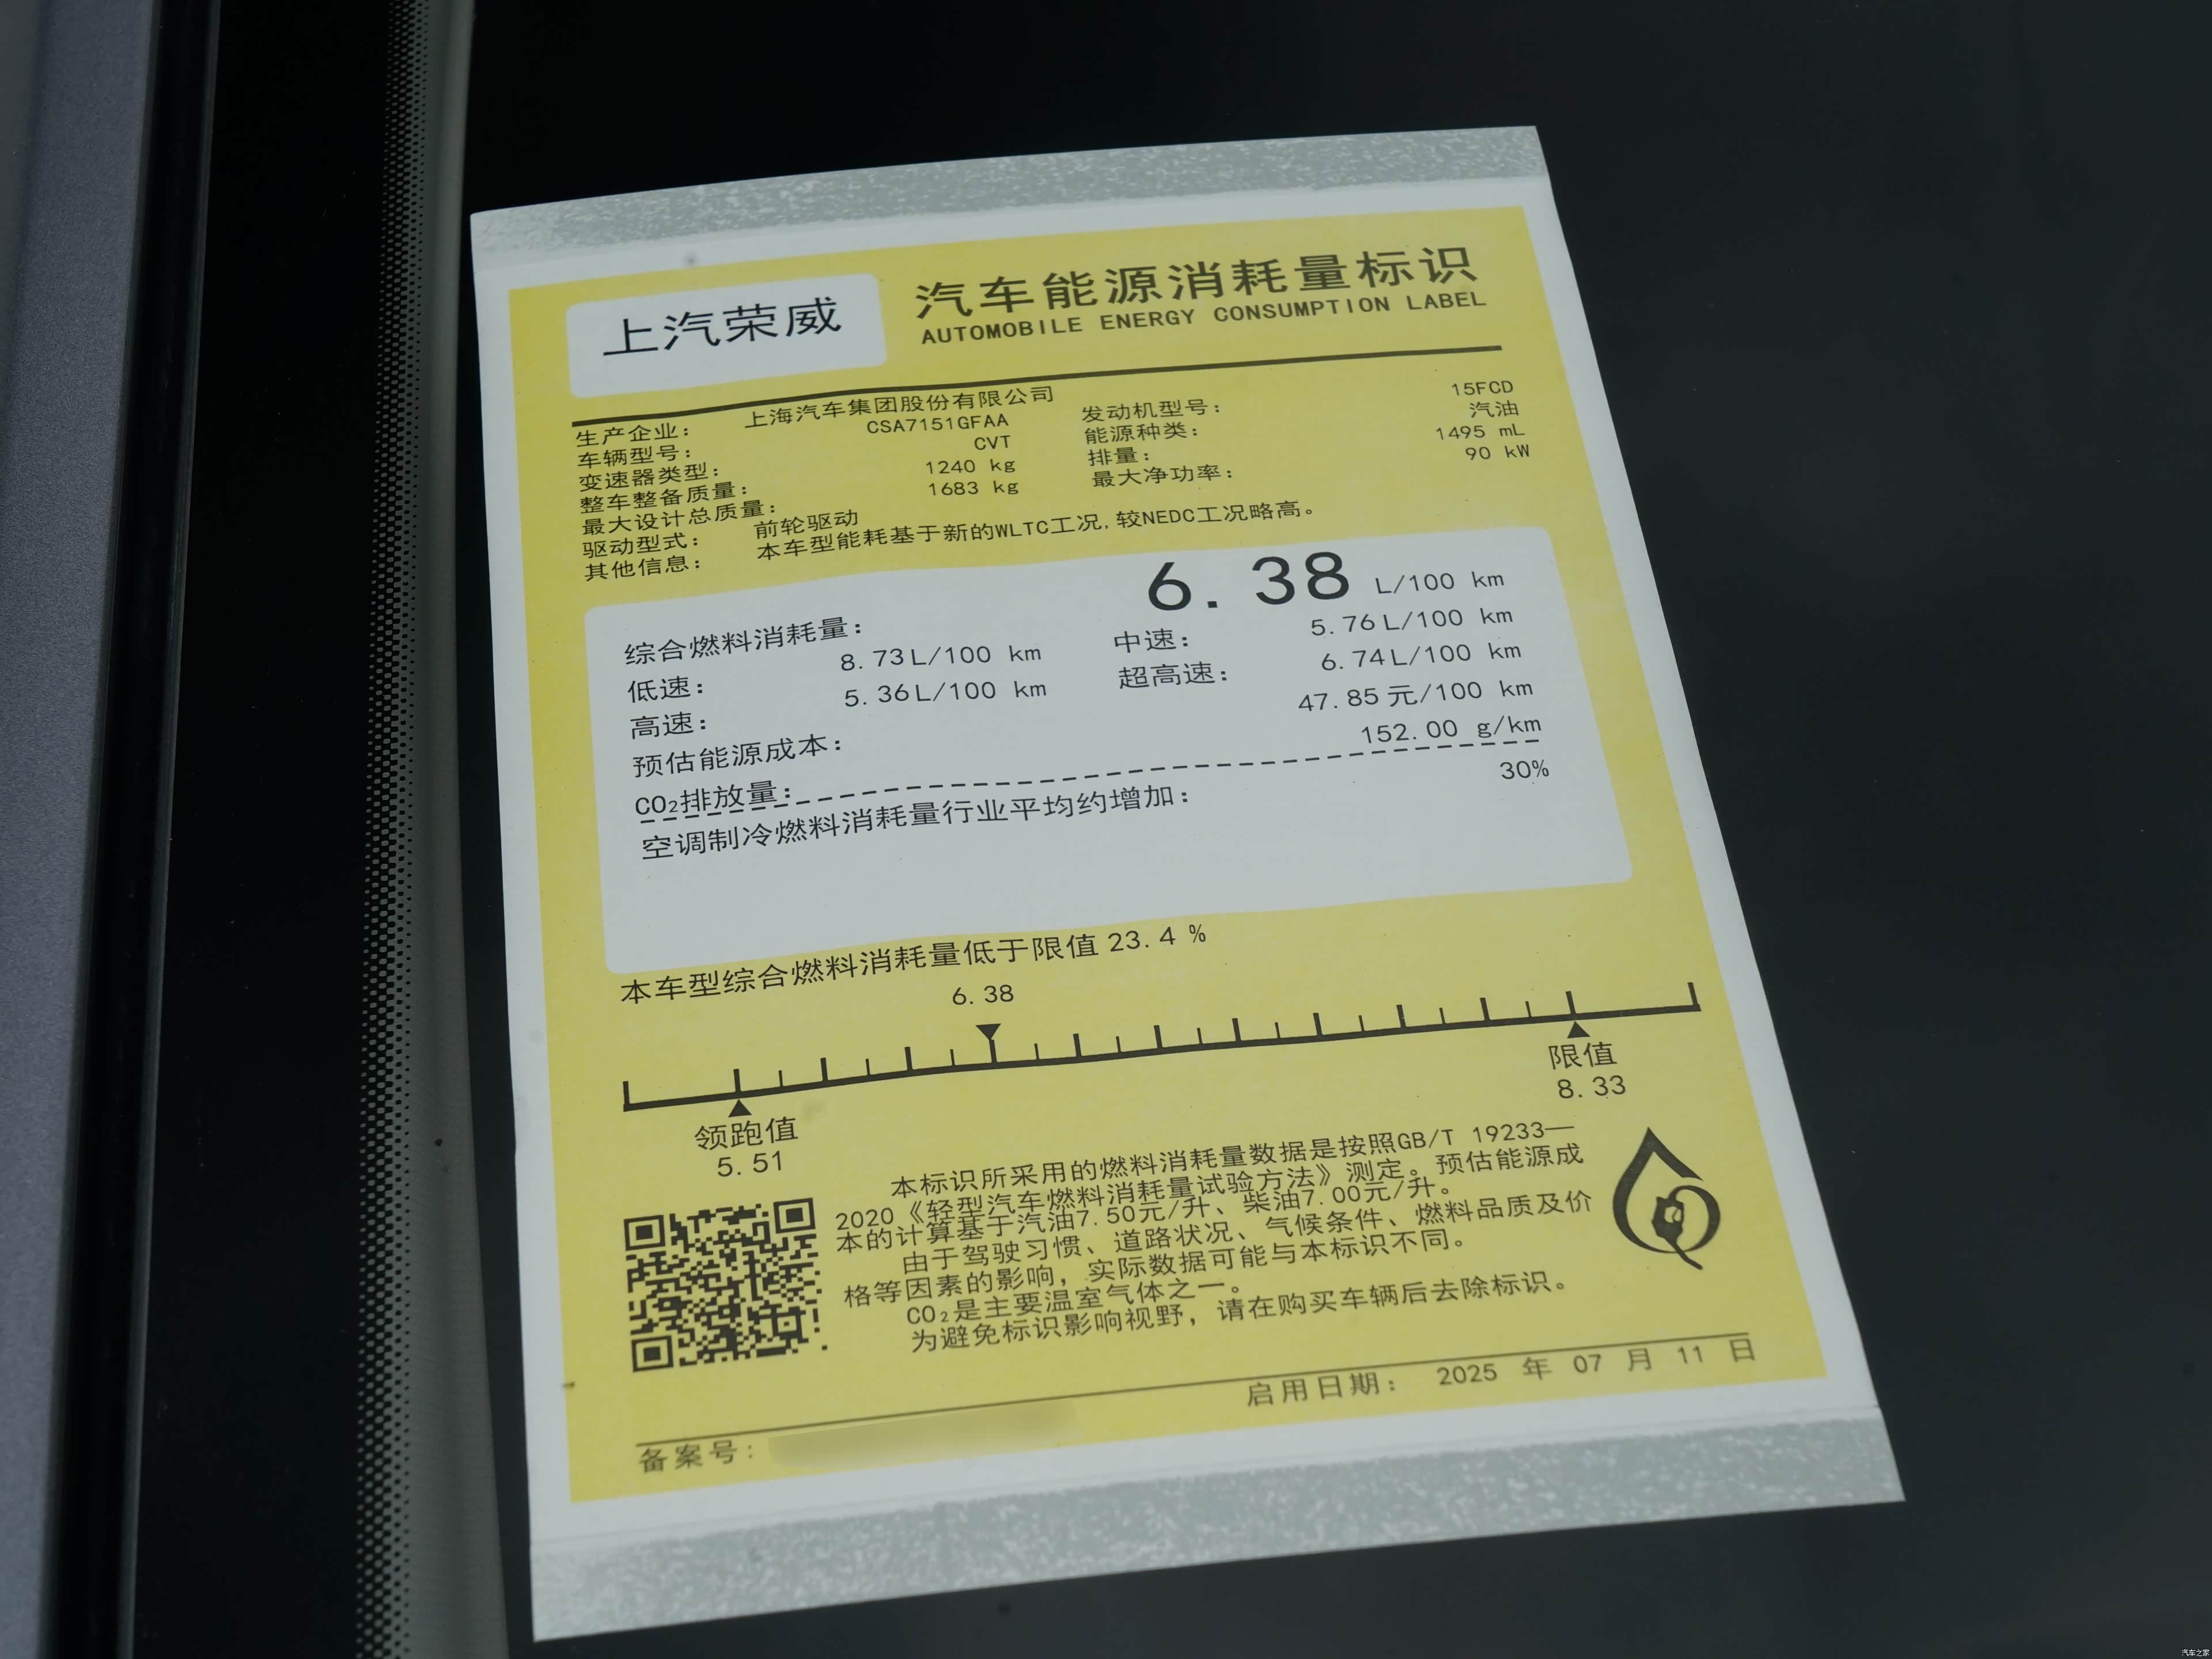 上汽荣威
汽车能源消耗量标识
AUTOMOBILE ENERGY CONSUMPTION LABEL
生产企业： 上海汽车集团股份有限公司
车辆型号： CSA7151GFAA 发动机型号： 15FCD
变速器类型： CVT 能源种类： 汽油
整车整备质量： 1240 kg 排量： 1495 mL
最大设计总质量： 1683 kg 最大净功率： 90 kW
驱动型式： 前轮驱动
其他信息： 本车型能耗基于新的WLTC工况,较NEDC工况略高。
综合燃料消耗量： 6.38 L/100 km
低速： 8.73L/100 km 中速： 5.76L/100 km
高速： 5.36L/100 km 超高速： 6.74L/100 km
预估能源成本： 47.85元/100 km
CO₂排放量： 152.00 g/km
空调制冷燃料消耗量行业平均约增加： 30%
本车型综合燃料消耗量低于限值 23.4 %
6.38
领跑值
5.51
限值
8.33
本标识所采用的燃料消耗量数据是按照GB/T 19233—
2020《轻型汽车燃料消耗量试验方法》测定。预估能源成
本的计算基于汽油7.50元/升、柴油7.00元/升。
由于驾驶习惯、道路状况、气候条件、燃料品质及价
格等因素的影响，实际数据可能与本标识不同。
CO₂是主要温室气体之一。
为避免标识影响视野，请在购买车辆后去除标识。
启用日期： 2025 年 07 月 11 日
备案号：
汽车之家